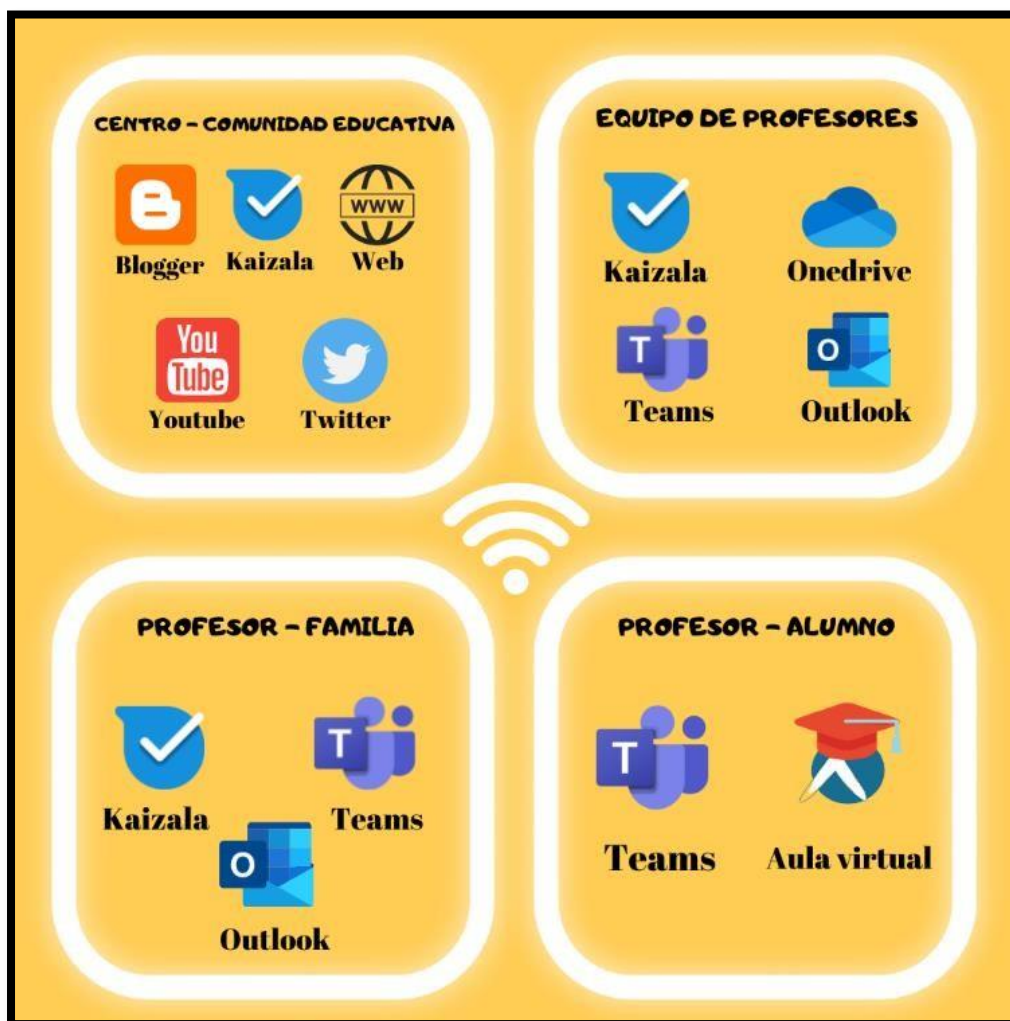 CENTRO - COMUNIDAD EDUCATIVA
Blogger Kaizala Web
WWW
You
Tube
Youtube Twitter
EQUIPO DE PROFESORES
Kaizala Onedrive
T O
Teams Outlook
PROFESOR - FAMILIA
T
Kaizala Teams
O
Outlook
PROFESOR - ALUMNO
T
Teams Aula virtual